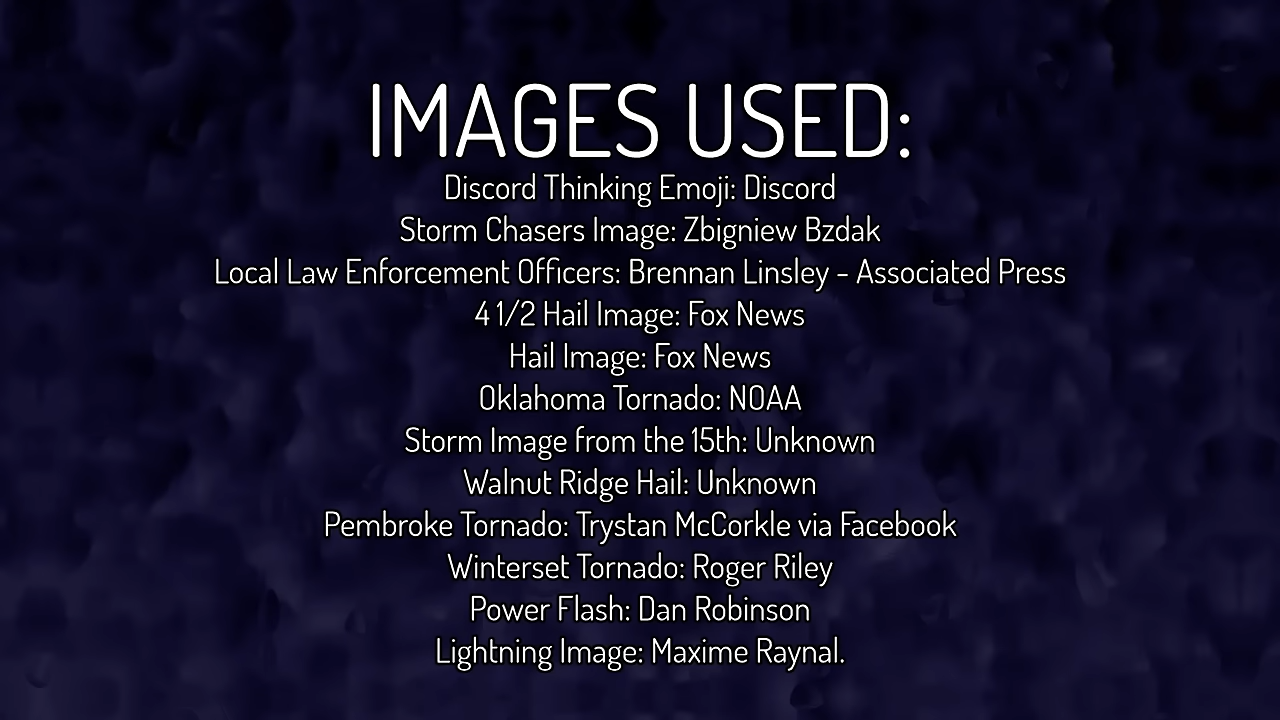 IMAGES USED:
Discord Thinking Emoji: Discord
Storm Chasers Image: Zbigniew Bzdak
Local Law Enforcement Officers: Brennan Linsley - Associated Press
4 1/2 Hail Image: Fox News
Hail Image: Fox News
Oklahoma Tornado: NOAA
Storm Image from the 15th: Unknown
Walnut Ridge Hail: Unknown
Pembroke Tornado: Trystan McCorkle via Facebook
Winterset Tornado: Roger Riley
Power Flash: Dan Robinson
Lightning Image: Maxime Raynal.